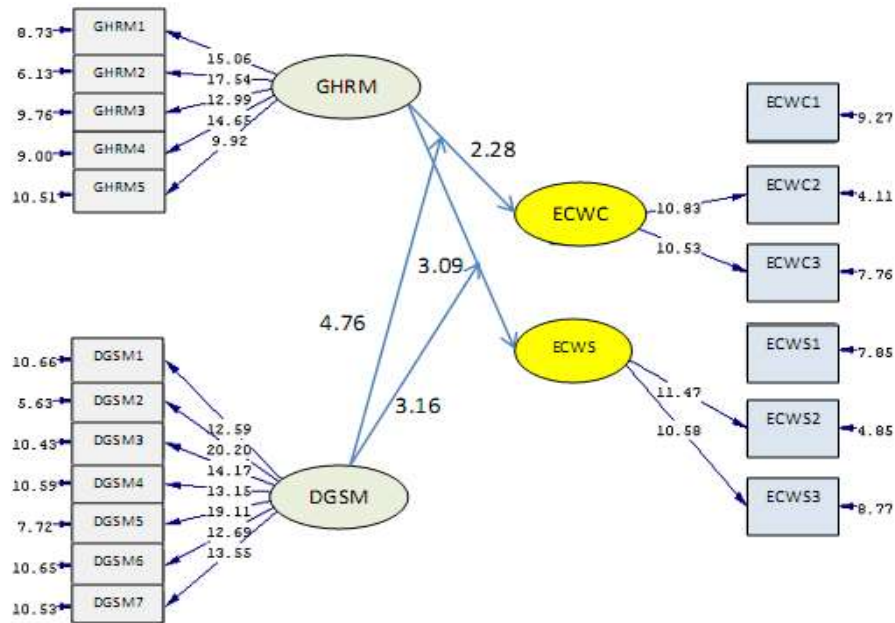 8.73 GHRM1
6.13 GHRM2
9.76 GHRM3
9.00 GHRM4
10.51 GHRM5
15.06
17.54
12.99
14.65
9.92
GHRM
2.28
3.09
4.76
3.16
ECWC
10.83
10.53
ECWC1 9.27
ECWC2 4.11
ECWC3 7.76
ECWS
11.47
10.58
ECWS1 7.85
ECWS2 4.85
ECWS3 8.77
10.66 DGSM1
5.63 DGSM2
10.43 DGSM3
10.59 DGSM4
7.72 DGSM5
10.65 DGSM6
10.53 DGSM7
12.59
20.20
14.17
13.15
19.11
12.69
13.55
DGSM